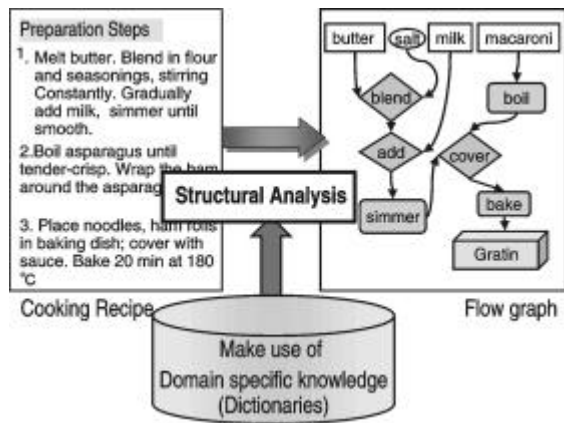 Preparation Steps
1. Melt butter. Blend in flour
and seasonings, stirring
Constantly. Gradually
add milk, simmer until
smooth.
2.Boil asparagus until
tender-crisp. Wrap the ham
around the
3. Place noodles, ham rolls
in baking dish; cover with
sauce. Bake 20 min at 180
℃
Cooking Recipe
Structural Analysis
butter
salt
milk
macaroni
blend
boil
add
cover
simmer
bake
Gratin
Flow graph
Make use of
Domain specific knowledge
(Dictionaries)